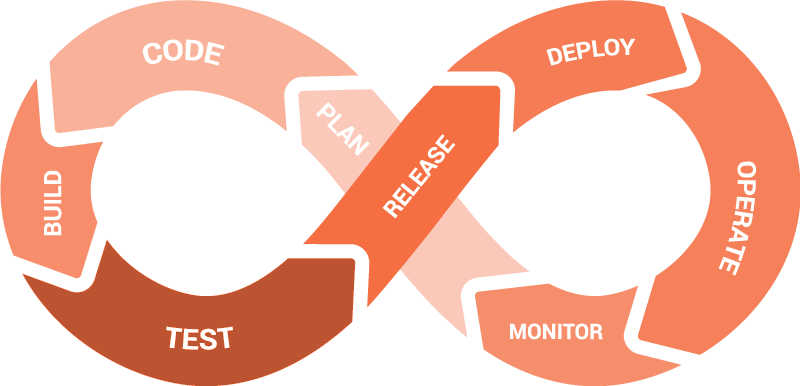 PLAN
CODE
BUILD
TEST
RELEASE
DEPLOY
OPERATE
MONITOR